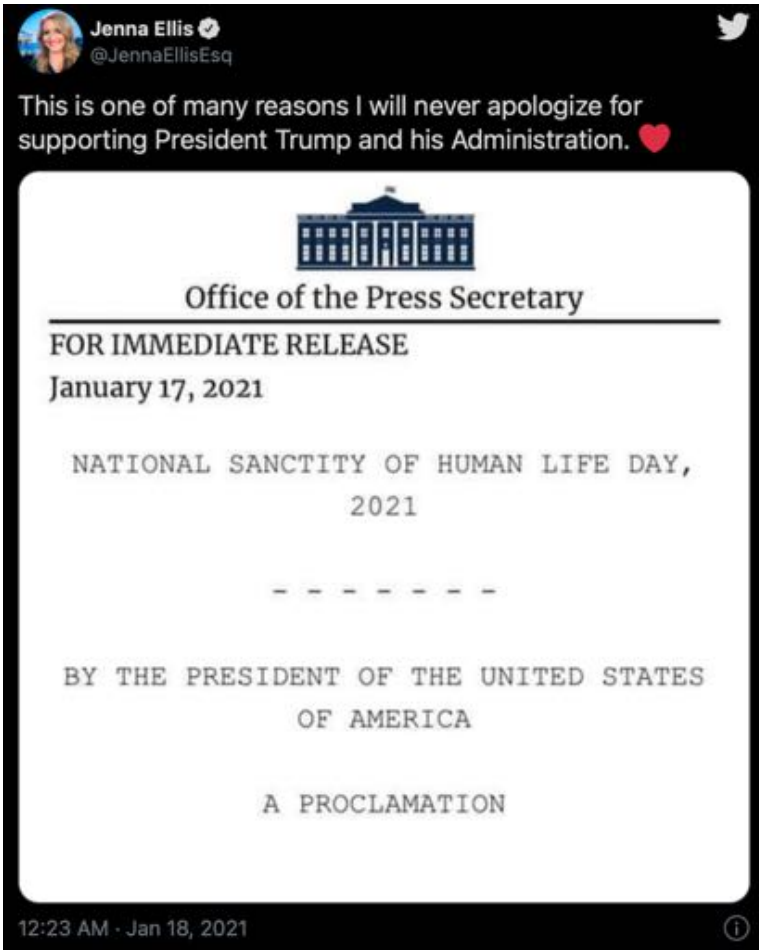 Jenna Ellis
@JennaEllisEsq
This is one of many reasons I will never apologize for
supporting President Trump and his Administration. ❤️
Office of the Press Secretary
FOR IMMEDIATE RELEASE
January 17, 2021
NATIONAL SANCTITY OF HUMAN LIFE DAY,
2021
- - - - - - -
BY THE PRESIDENT OF THE UNITED STATES
OF AMERICA
A PROCLAMATION
12:23 AM · Jan 18, 2021